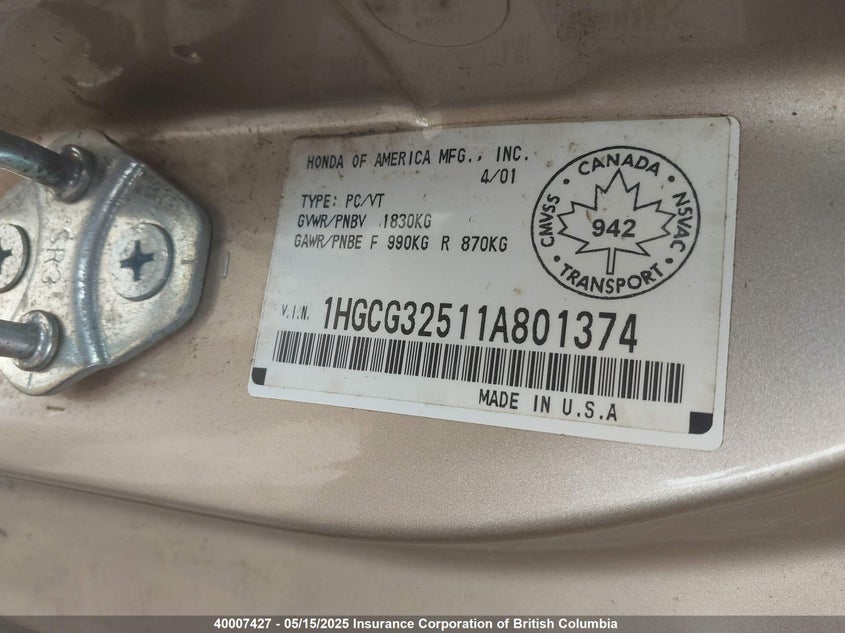 HONDA OF AMERICA MFG., INC.
4/01
TYPE: PC/VT
GVWR/PNBV 1830KG
GAWR/PNBE F 990KG R 870KG
CANADA
CMVSS
942
NSVAC
TRANSPORT
V.I.N. 1HGCG32511A801374
MADE IN U.S.A
SR3
40007427 - 05/15/2025 Insurance Corporation of British Columbia